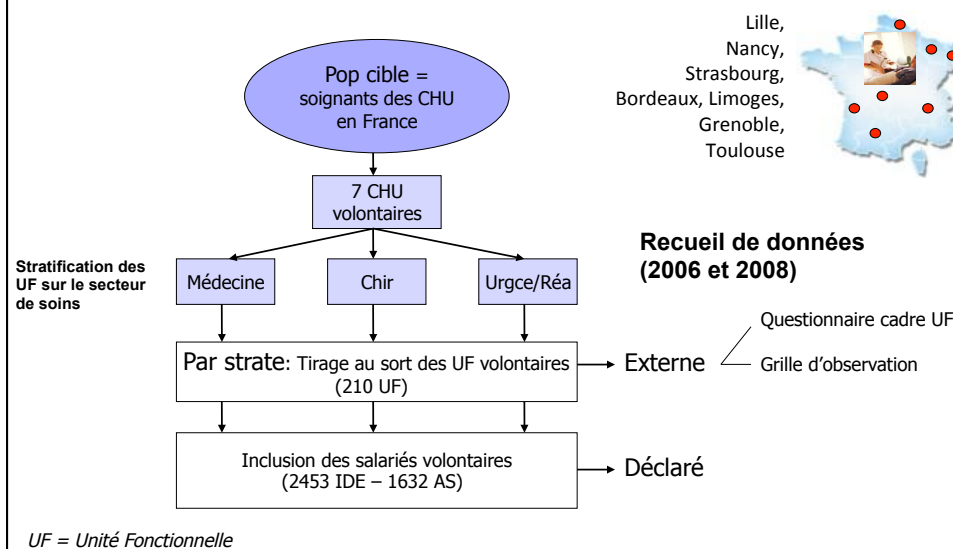 Lille,
Nancy,
Strasbourg,
Bordeaux, Limoges,
Grenoble,
Toulouse
Pop cible =
soignants des CHU
en France
7 CHU
volontaires
Recueil de données
(2006 et 2008)
Stratification des
UF sur le secteur
de soins
Médecine
Chir
Urgce/Réa
Questionnaire cadre UF
Par strate: Tirage au sort des UF volontaires
(210 UF)
Externe
Grille d'observation
Inclusion des salariés volontaires
(2453 IDE – 1632 AS)
Déclaré
UF = Unité Fonctionnelle